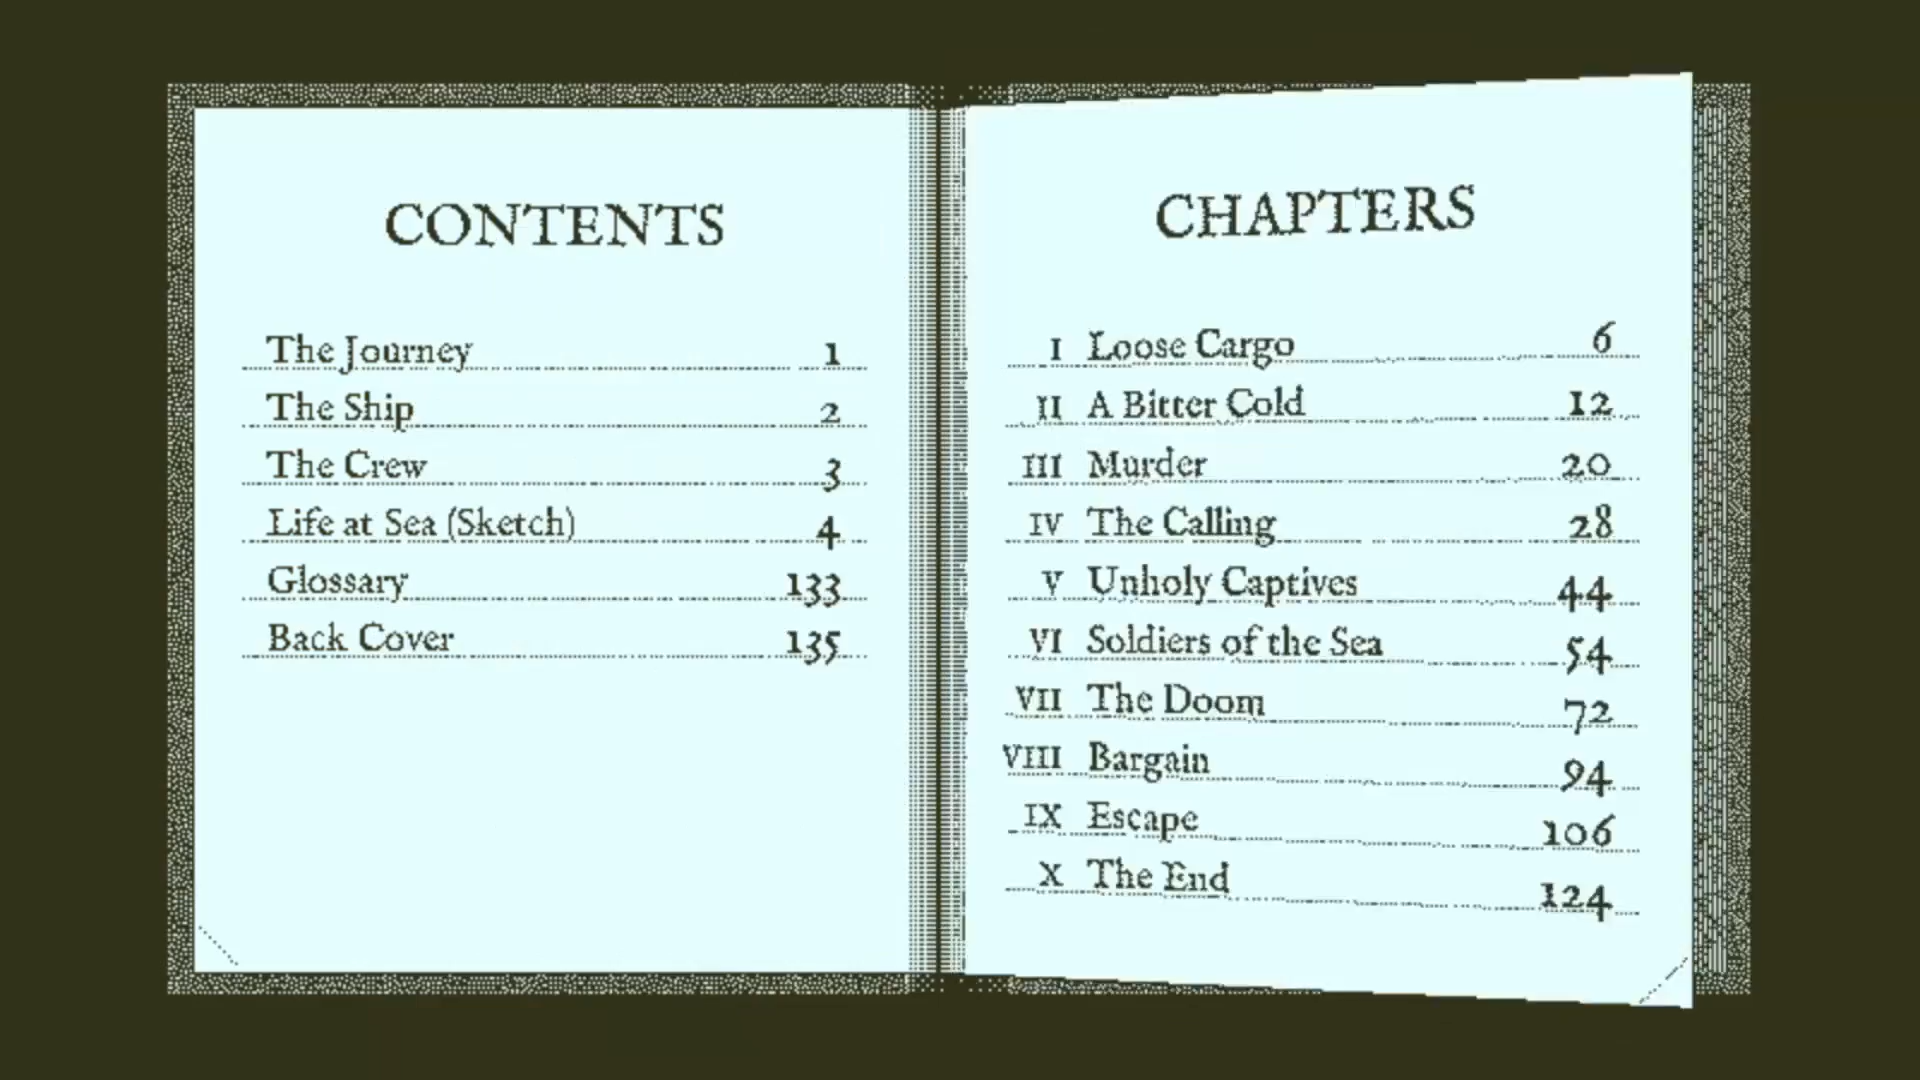 CONTENTS
The Journey 1
The Ship 2
The Crew 3
Life at Sea (Sketch) 4
Glossary 133
Back Cover 135
CHAPTERS
I Loose Cargo 6
II A Bitter Cold 12
III Murder 20
IV The Calling 28
V Unholy Captives 44
VI Soldiers of the Sea 54
VII The Doom 72
VIII Bargain 94
IX Escape 106
X The End 124